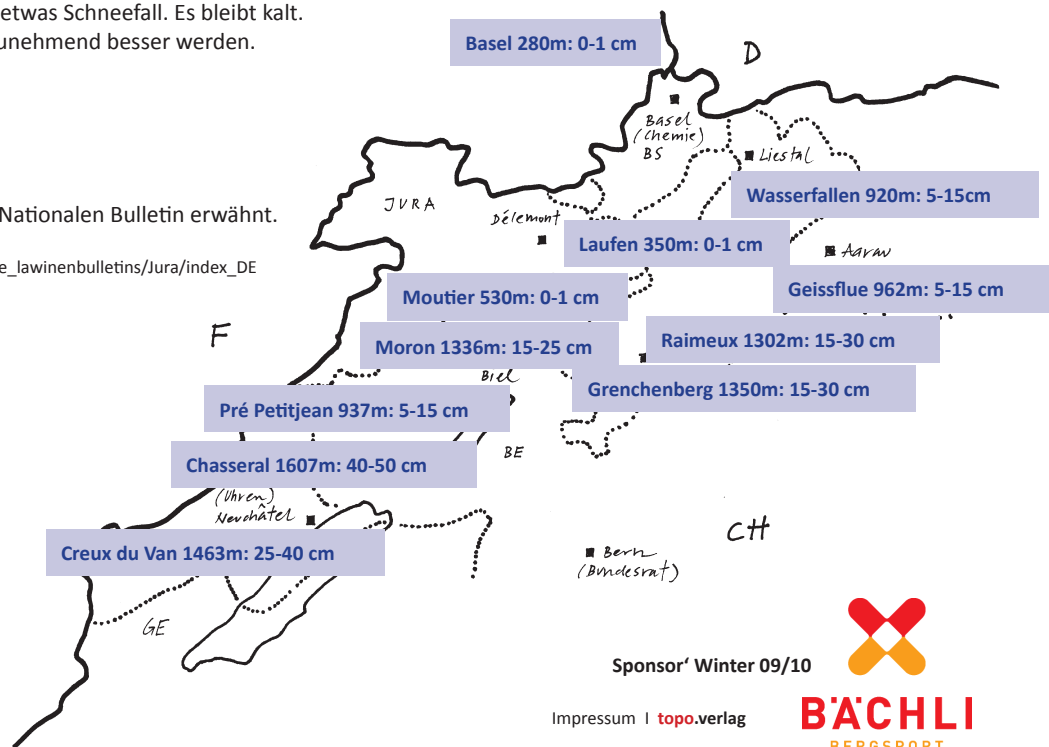 etwas Schneefall. Es bleibt kalt.
unehmend besser werden.
Basel 280m: 0-1 cm
D
Basel
(Chemie)
BS
Liestal
Wasserfallen 920m: 5-15cm
Nationalen Bulletin erwähnt.
JURA
Délemont
Laufen 350m: 0-1 cm
Aarau
e_lawinenbulletins/Jura/index_DE
Moutier 530m: 0-1 cm
Geissflue 962m: 5-15 cm
F
Moron 1336m: 15-25 cm
Raimeux 1302m: 15-30 cm
Biel
Grenchenberg 1350m: 15-30 cm
Pré Petitjean 937m: 5-15 cm
BE
Chasseral 1607m: 40-50 cm
(Uhren)
Neuchâtel
CH
Creux du Van 1463m: 25-40 cm
Bern
(Bundesrat)
GE
Sponsor‘ Winter 09/10
Impressum I topo.verlag
BÄCHLI
BERGSPORT